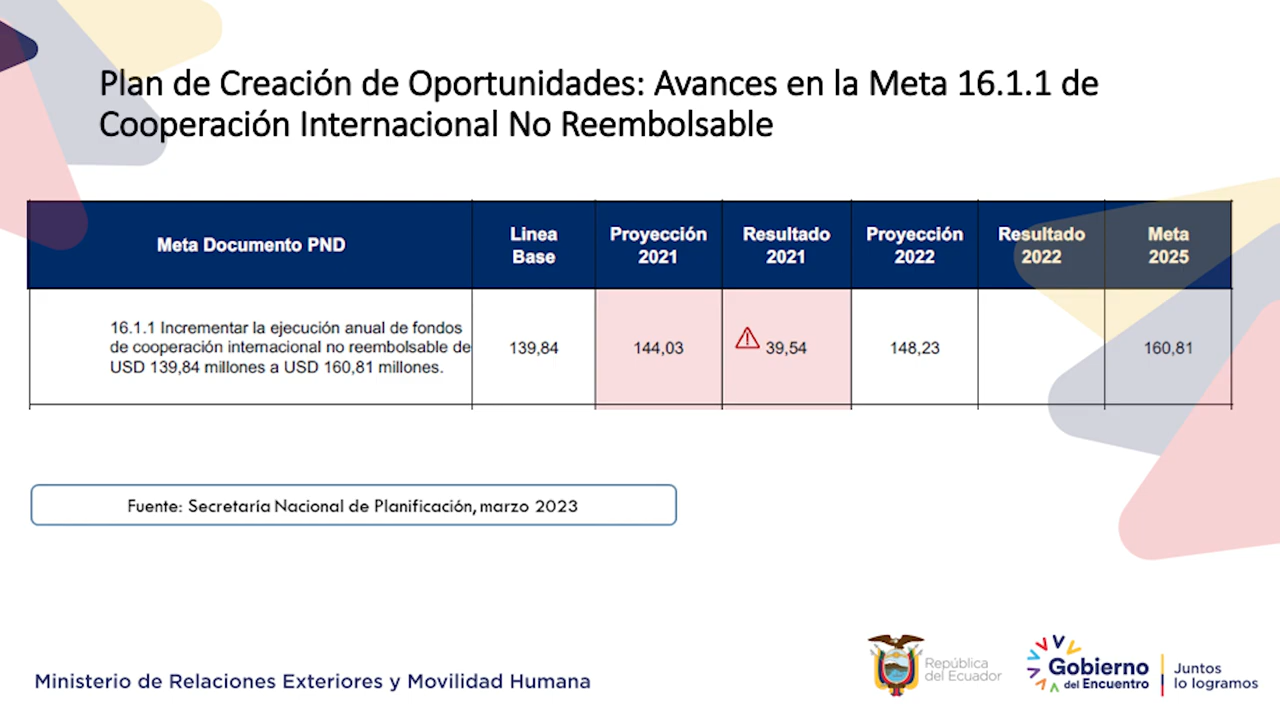 Plan de Creación de Oportunidades: Avances en la Meta 16.1.1 de
Cooperación Internacional No Reembolsable
Meta Documento PND
Linea
Base
Proyección
2021
Resultado
2021
Proyección
2022
Resultado
2022
Meta
2025
16.1.1 Incrementar la ejecución anual de fondos
de cooperación internacional no reembolsable de
USD 139,84 millones a USD 160,81 millones.
139,84
144,03
39,54
148,23
160,81
Fuente: Secretaría Nacional de Planificación, marzo 2023
Ministerio de Relaciones Exteriores y Movilidad Humana
República
del Ecuador
Gobierno
del Encuentro
Juntos
lo logramos